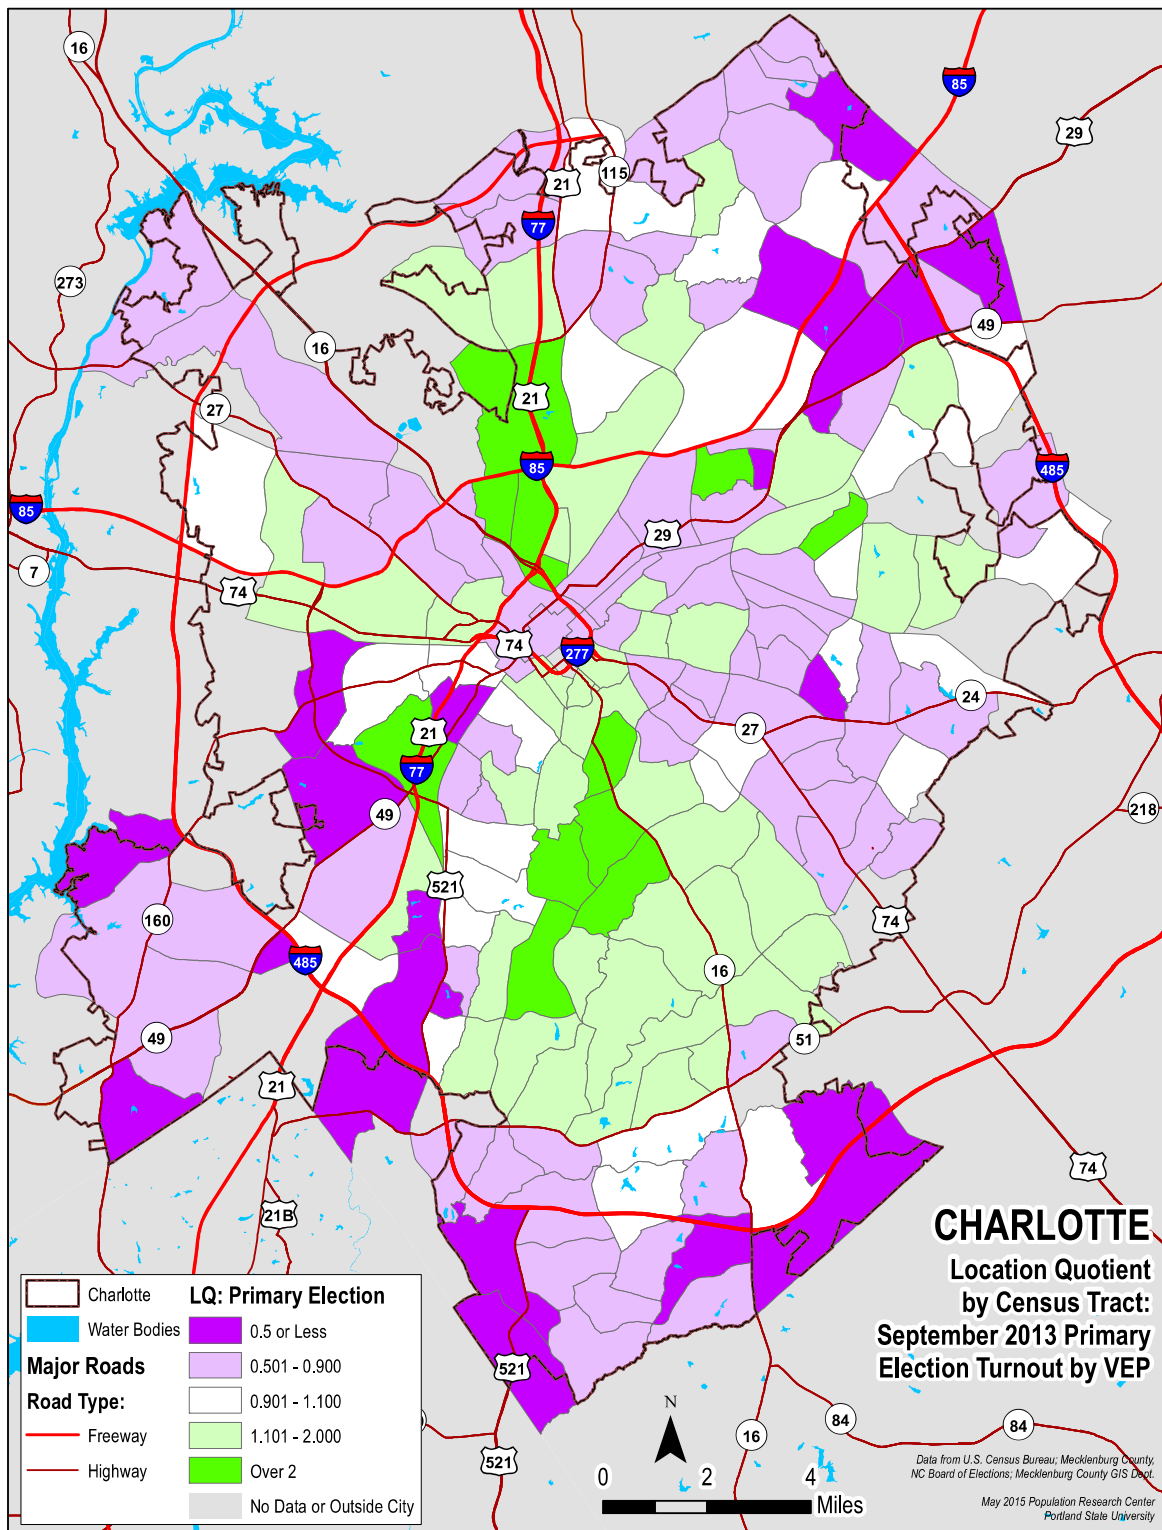 16
85
29
21
115
77
273
49
16
21
27
85
485
85
29
7
74
74
277
24
27
21
77
49
218
521
160
74
16
485
49
51
21
74
21B
CHARLOTTE
Location Quotient
by Census Tract:
September 2013 Primary
Election Turnout by VEP
Charlotte
Water Bodies
Major Roads
Road Type:
Freeway
Highway
LQ: Primary Election
0.5 or Less
0.501 - 0.900
0.901 - 1.100
1.101 - 2.000
Over 2
No Data or Outside City
521
N
0 2 4
Miles
16
84
84
521
Data from U.S. Census Bureau; Mecklenburg County,
NC Board of Elections; Mecklenburg County GIS Dept.
May 2015 Population Research Center
Portland State University